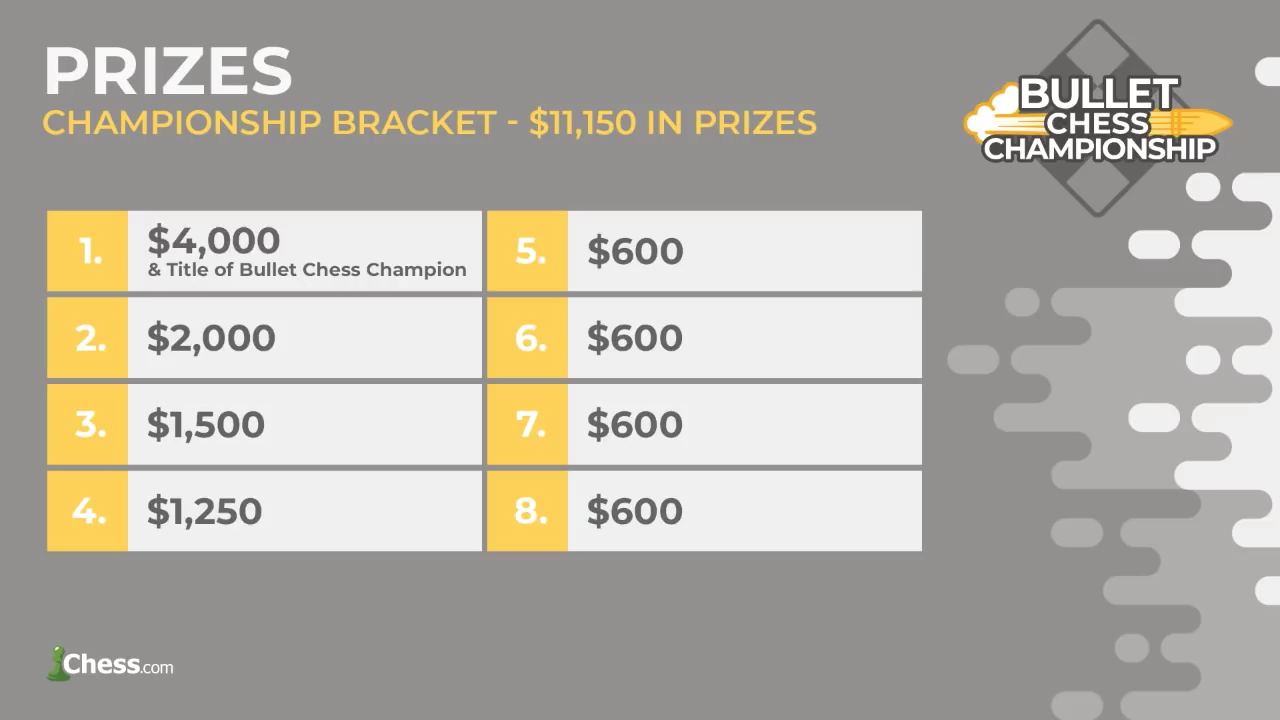 PRIZES
CHAMPIONSHIP BRACKET - $11,150 IN PRIZES
BULLET
CHESS
CHAMPIONSHIP
1.
$4,000
& Title of Bullet Chess Champion
2.
$2,000
3.
$1,500
4.
$1,250
5.
$600
6.
$600
7.
$600
8.
$600
Chess.com